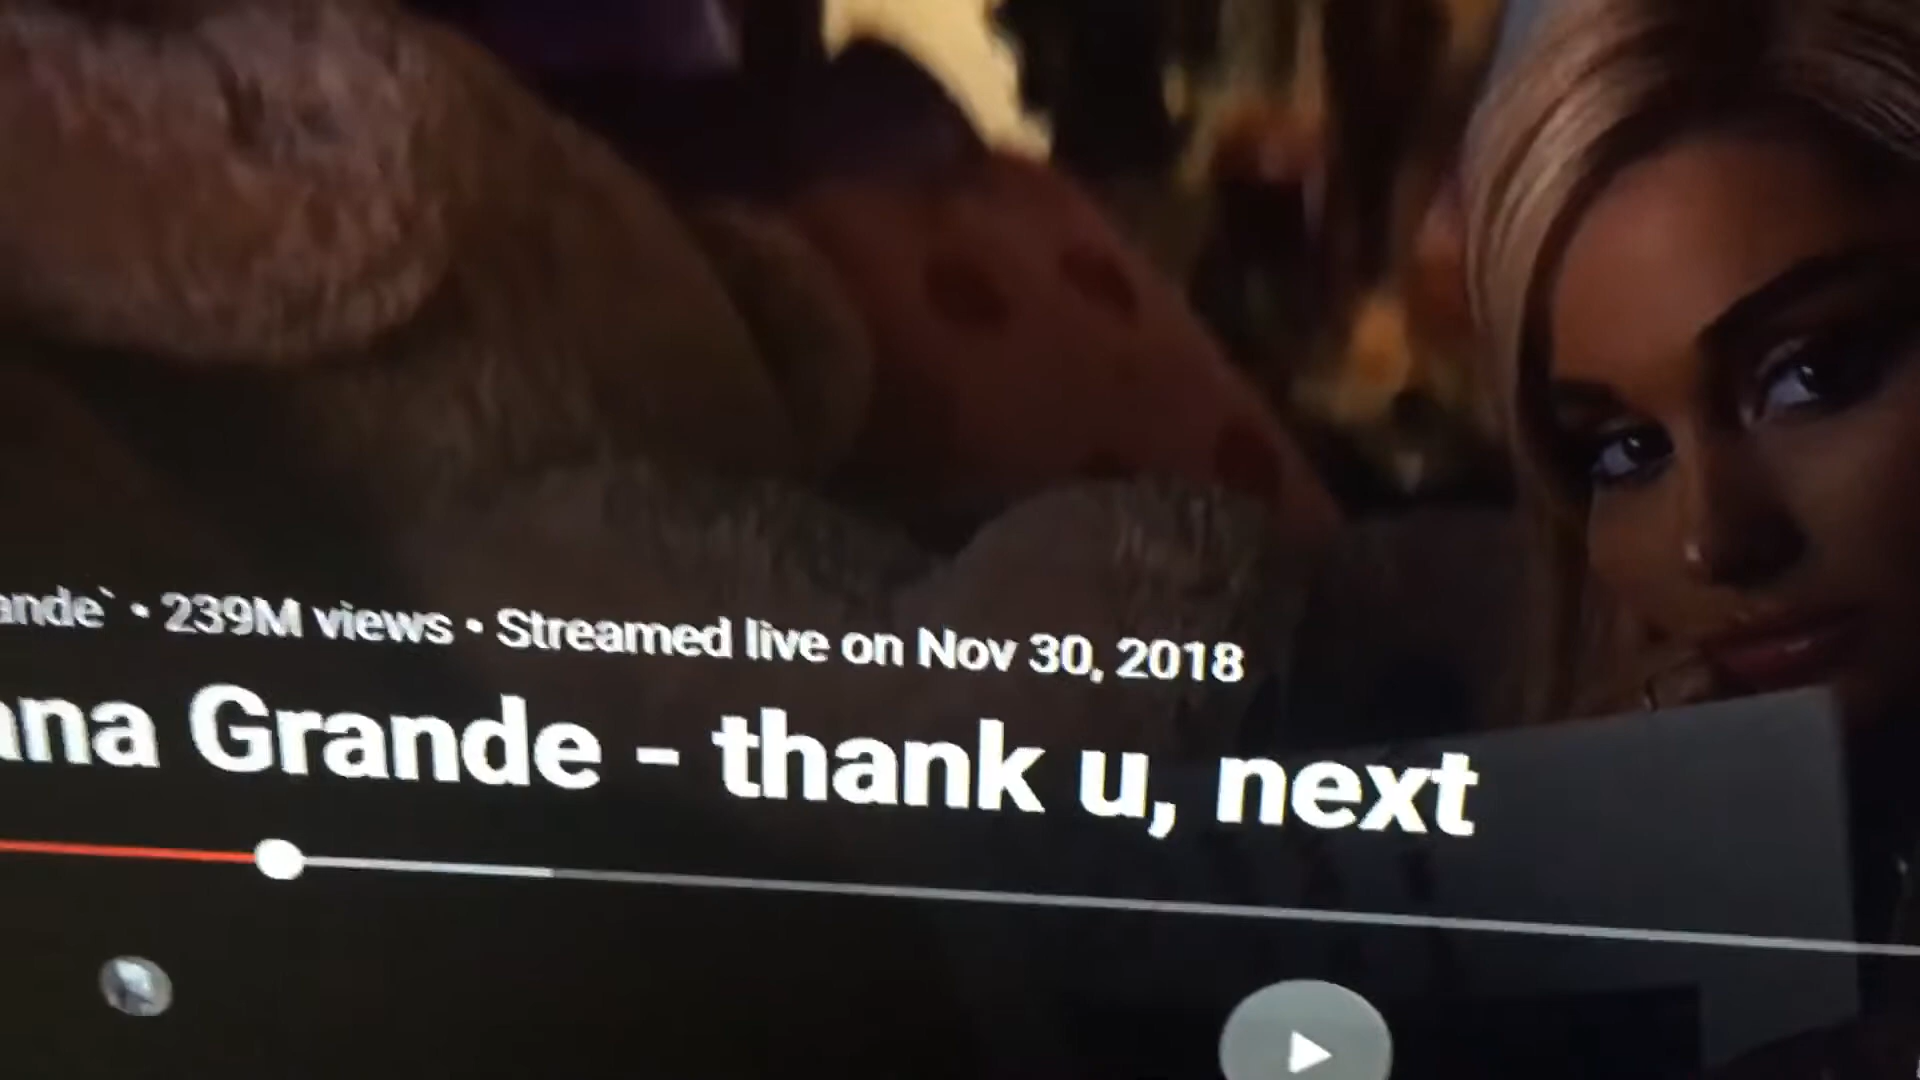 ande` • 239M views • Streamed live on Nov 30, 2018
ana Grande - thank u, next